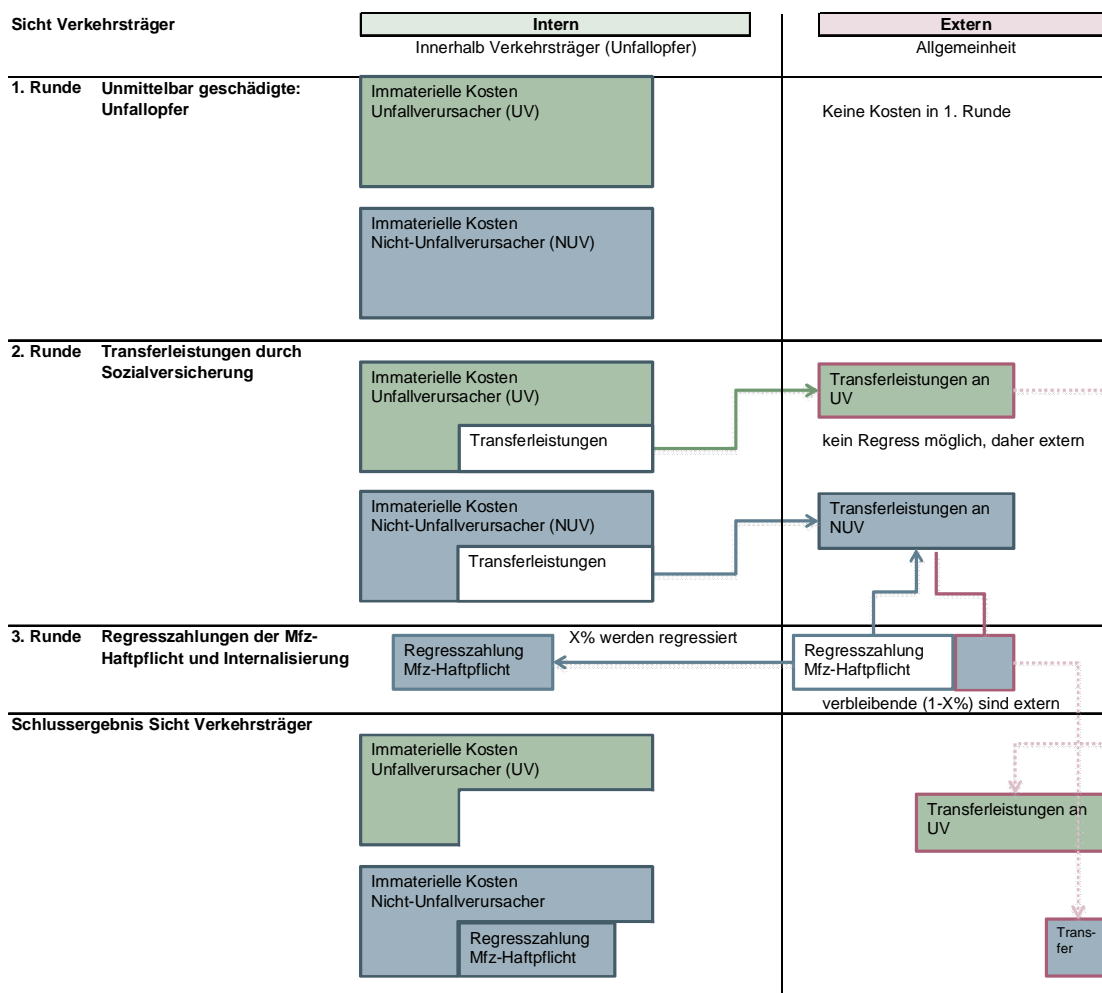 Sicht Verkehrsträger
Intern
Extern
Innerhalb Verkehrsträger (Unfallopfer)
Allgemeinheit
1. Runde
Unmittelbar geschädigte:
Unfallopfer
Immaterielle Kosten
Unfallverursacher (UV)
Keine Kosten in 1. Runde
Immaterielle Kosten
Nicht-Unfallverursacher (NUV)
2. Runde
Transferleistungen durch
Sozialversicherung
Immaterielle Kosten
Unfallverursacher (UV)
Transferleistungen
Transferleistungen an
UV
kein Regress möglich, daher extern
Immaterielle Kosten
Nicht-Unfallverursacher (NUV)
Transferleistungen
Transferleistungen an
NUV
3. Runde
Regresszahlungen der Mfz-
Haftpflicht und Internalisierung
Regresszahlung
Mfz-Haftpflicht
X% werden regressiert
Regresszahlung
Mfz-Haftpflicht
verbleibende (1-X%) sind extern
Schlussergebnis Sicht Verkehrsträger
Immaterielle Kosten
Unfallverursacher (UV)
Transferleistungen an
UV
Immaterielle Kosten
Nicht-Unfallverursacher
Regresszahlung
Mfz-Haftpflicht
Trans-
fer